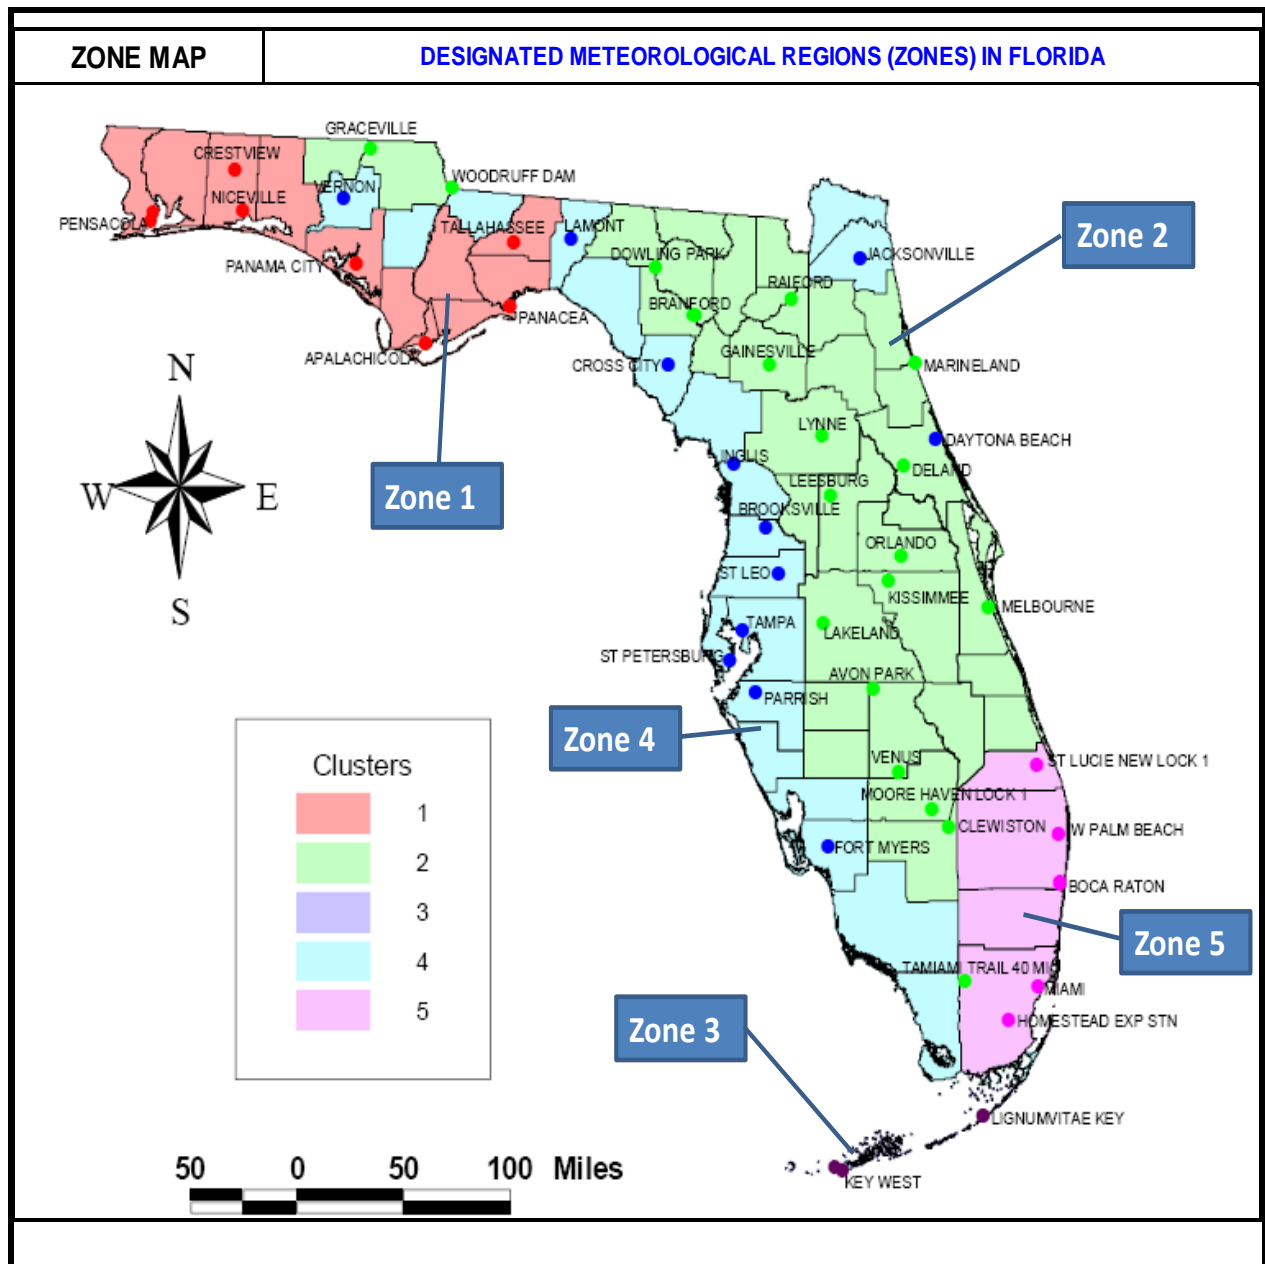 ZONE MAP
DESIGNATED METEOROLOGICAL REGIONS (ZONES) IN FLORIDA
GRACEVILLE
CRESTVIEW
WOODRUFF DAM
VERNON
NICEVILLE
PENSACOLA
TALLAHASSEE
LAMONT
Zone 2
DOWLING PARK
JACKSONVILLE
PANAMA CITY
RAIFORD
BRANFORD
PANACEA
GAINESVILLE
APALACHICOLA
CROSS CITY
MARINELAND
N
W
E
S
LYNNE
DAYTONA BEACH
INGLIS
DELAND
LEESBURG
Zone 1
BROOKSVILLE
ORLANDO
ST LEO
KISSIMMEE
MELBOURNE
TAMPA
LAKELAND
ST PETERSBURG
AVON PARK
PARRISH
Zone 4
VENUS
ST LUCIE NEW LOCK 1
MOORE HAVEN LOCK 1
CLEWISTON
W PALM BEACH
FORT MYERS
BOCA RATON
Zone 5
TAMIAMI TRAIL 40 MI
MIAMI
HOMESTEAD EXP STN
Zone 3
LIGNUMVITAE KEY
KEY WEST
Clusters
1
2
3
4
5
50 0 50 100 Miles